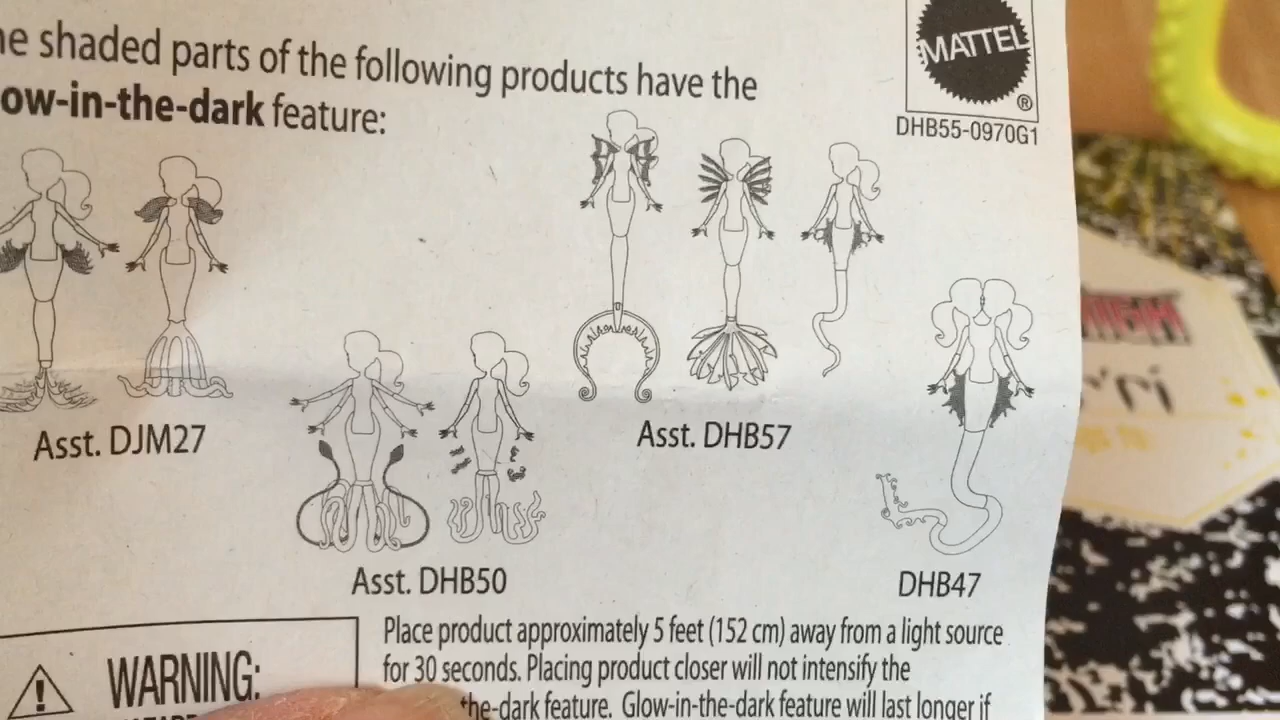 he shaded parts of the following products have the
ow-in-the-dark feature:
MATTEL
®
DHB55-0970G1
Asst. DJM27
Asst. DHB57
Asst. DHB50
DHB47
WARNING:
Place product approximately 5 feet (152 cm) away from a light source
for 30 seconds. Placing product closer will not intensify the
the-dark feature. Glow-in-the-dark feature will last longer if